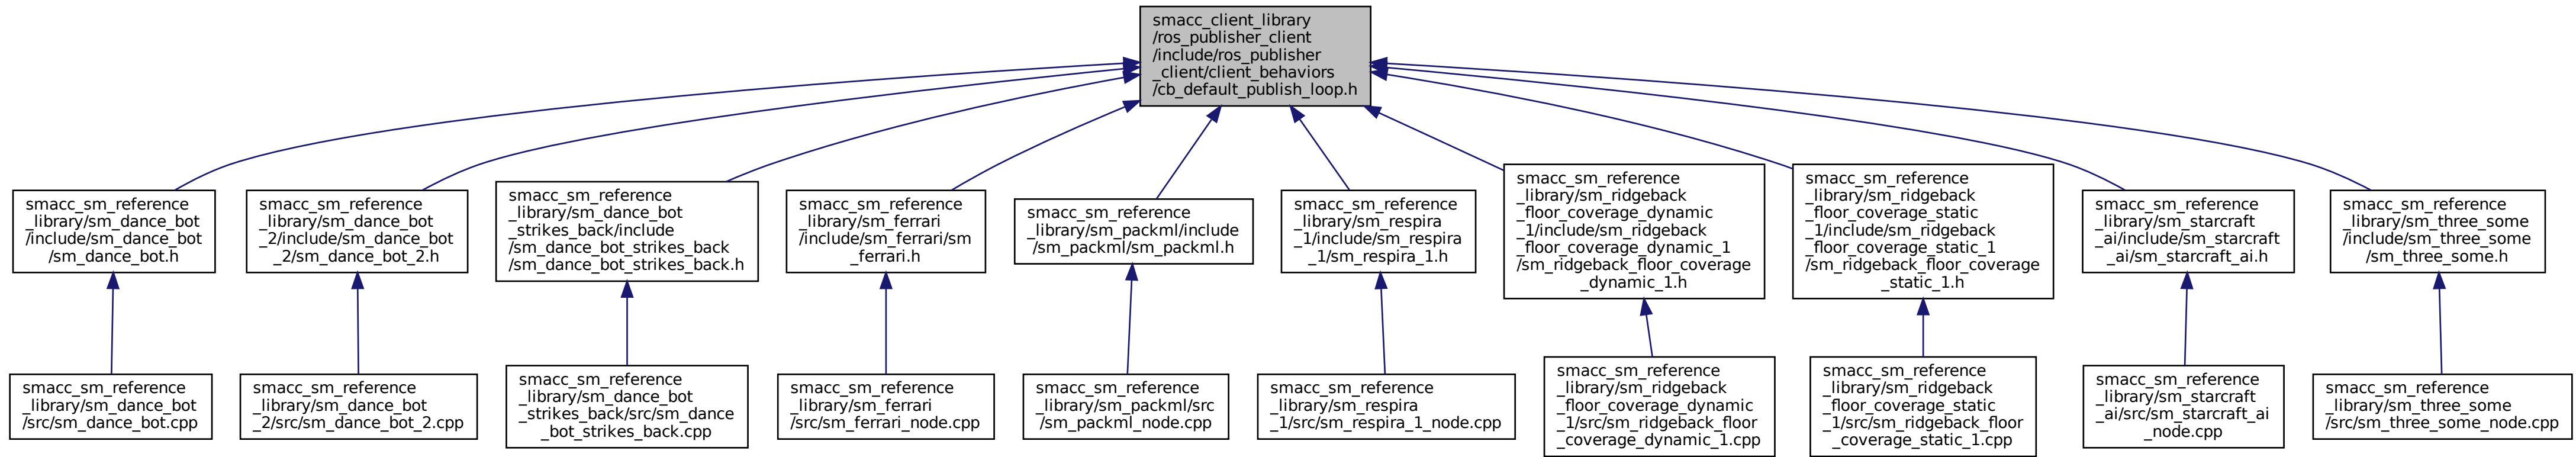 smacc_client_library
/ros_publisher_client
/include/ros_publisher
_client/client_behaviors
/cb_default_publish_loop.h
smacc_sm_reference
_library/sm_dance_bot
/include/sm_dance_bot
/sm_dance_bot.h
smacc_sm_reference
_library/sm_dance_bot
_2/include/sm_dance_bot
_2/sm_dance_bot_2.h
smacc_sm_reference
_library/sm_dance_bot
_strikes_back/include
/sm_dance_bot_strikes_back
/sm_dance_bot_strikes_back.h
smacc_sm_reference
_library/sm_ferrari
/include/sm_ferrari/sm
_ferrari.h
smacc_sm_reference
_library/sm_packml/include
/sm_packml/sm_packml.h
smacc_sm_reference
_library/sm_respira
_1/include/sm_respira
_1/sm_respira_1.h
smacc_sm_reference
_library/sm_ridgeback
_floor_coverage_dynamic
_1/include/sm_ridgeback
_floor_coverage_dynamic_1
/sm_ridgeback_floor_coverage
_dynamic_1.h
smacc_sm_reference
_library/sm_ridgeback
_floor_coverage_static
_1/include/sm_ridgeback
_floor_coverage_static_1
/sm_ridgeback_floor_coverage
_static_1.h
smacc_sm_reference
_library/sm_starcraft
_ai/include/sm_starcraft
_ai/sm_starcraft_ai.h
smacc_sm_reference
_library/sm_three_some
/include/sm_three_some
/sm_three_some.h
smacc_sm_reference
_library/sm_dance_bot
/src/sm_dance_bot.cpp
smacc_sm_reference
_library/sm_dance_bot
_2/src/sm_dance_bot_2.cpp
smacc_sm_reference
_library/sm_dance_bot
_strikes_back/src/sm_dance
_bot_strikes_back.cpp
smacc_sm_reference
_library/sm_ferrari
/src/sm_ferrari_node.cpp
smacc_sm_reference
_library/sm_packml/src
/sm_packml_node.cpp
smacc_sm_reference
_library/sm_respira
_1/src/sm_respira_1_node.cpp
smacc_sm_reference
_library/sm_ridgeback
_floor_coverage_dynamic
_1/src/sm_ridgeback_floor
_coverage_dynamic_1.cpp
smacc_sm_reference
_library/sm_ridgeback
_floor_coverage_static
_1/src/sm_ridgeback_floor
_coverage_static_1.cpp
smacc_sm_reference
_library/sm_starcraft
_ai/src/sm_starcraft_ai
_node.cpp
smacc_sm_reference
_library/sm_three_some
/src/sm_three_some_node.cpp